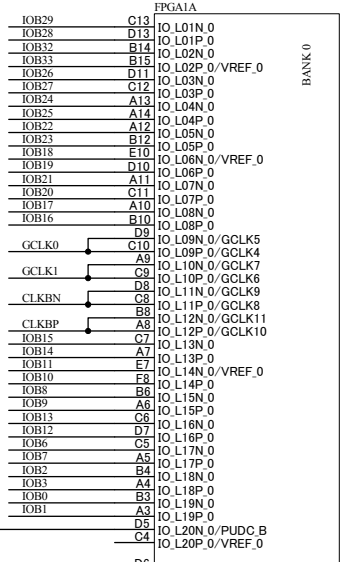 FPGA1A
BANK 0
IOB29 C13 IO_L01N_0
IOB28 D13 IO_L01P_0
IOB32 B14 IO_L02N_0
IOB33 B15 IO_L02P_0/VREF_0
IOB26 D11 IO_L03N_0
IOB27 C12 IO_L03P_0
IOB24 A13 IO_L04N_0
IOB25 A14 IO_L04P_0
IOB22 A12 IO_L05N_0
IOB23 B12 IO_L05P_0
IOB18 E10 IO_L06N_0/VREF_0
IOB19 D10 IO_L06P_0
IOB21 A11 IO_L07N_0
IOB20 C11 IO_L07P_0
IOB17 A10 IO_L08N_0
IOB16 B10 IO_L08P_0
D9 IO_L09N_0/GCLK5
GCLK0 C10 IO_L09P_0/GCLK4
A9 IO_L10N_0/GCLK7
GCLK1 C9 IO_L10P_0/GCLK6
D8 IO_L11N_0/GCLK9
CLKBN C8 IO_L11P_0/GCLK8
B8 IO_L12N_0/GCLK11
CLKBP A8 IO_L12P_0/GCLK10
IOB15 C7 IO_L13N_0
IOB14 A7 IO_L13P_0
IOB11 E7 IO_L14N_0/VREF_0
IOB10 F8 IO_L14P_0
IOB8 B6 IO_L15N_0
IOB9 A6 IO_L15P_0
IOB13 C6 IO_L16N_0
IOB12 D7 IO_L16P_0
IOB6 C5 IO_L17N_0
IOB7 A5 IO_L17P_0
IOB2 B4 IO_L18N_0
IOB3 A4 IO_L18P_0
IOB0 B3 IO_L19N_0
IOB1 A3 IO_L19P_0
D5 IO_L20N_0/PUDC_B
C4 IO_L20P_0/VREF_0